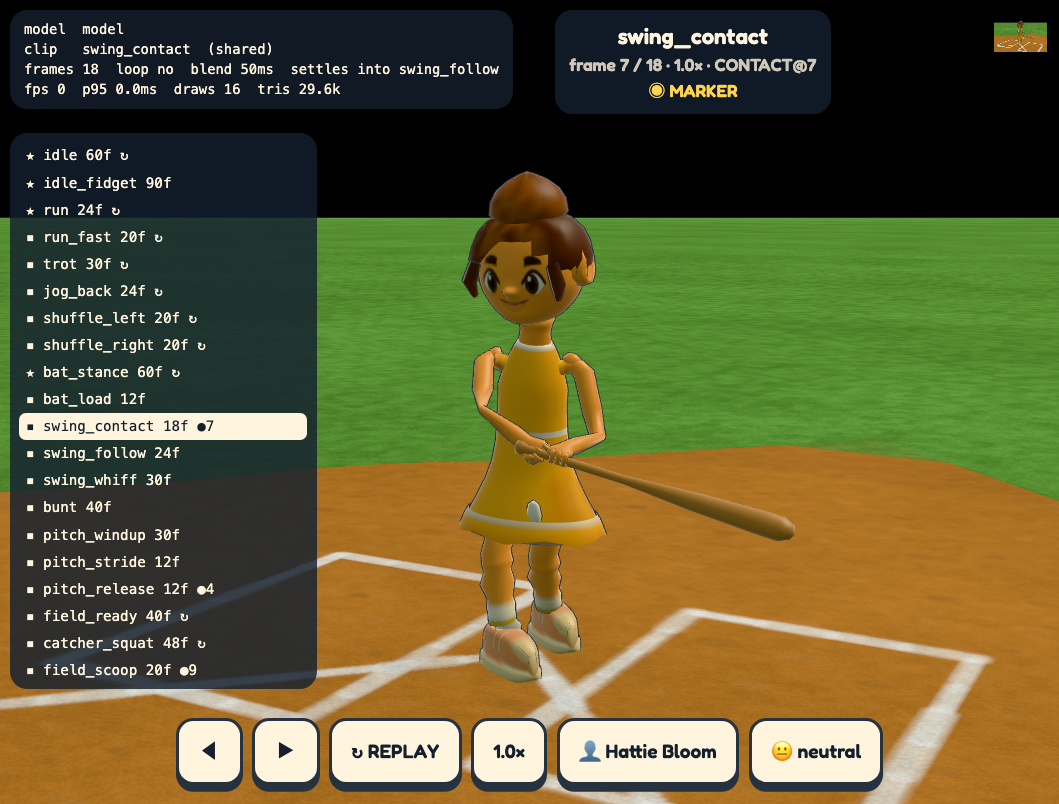 model  model
clip   swing_contact  (shared)
frames 18  loop no  blend 50ms  settles into swing_follow
fps 0  p95 0.0ms  draws 16  tris 29.6k
swing_contact
frame 7 / 18 · 1.0× · CONTACT@7
◉ MARKER
★ idle 60f ↻
★ idle_fidget 90f
★ run 24f ↻
▪ run_fast 20f ↻
▪ trot 30f ↻
▪ jog_back 24f ↻
▪ shuffle_left 20f ↻
▪ shuffle_right 20f ↻
★ bat_stance 60f ↻
▪ bat_load 12f
▪ swing_contact 18f ●7
▪ swing_follow 24f
▪ swing_whiff 30f
▪ bunt 40f
▪ pitch_windup 30f
▪ pitch_stride 12f
▪ pitch_release 12f ●4
▪ field_ready 40f ↻
▪ catcher_squat 48f ↻
▪ field_scoop 20f ●9
◀ ▶ ↻ REPLAY 1.0× 👤 Hattie Bloom 😐 neutral